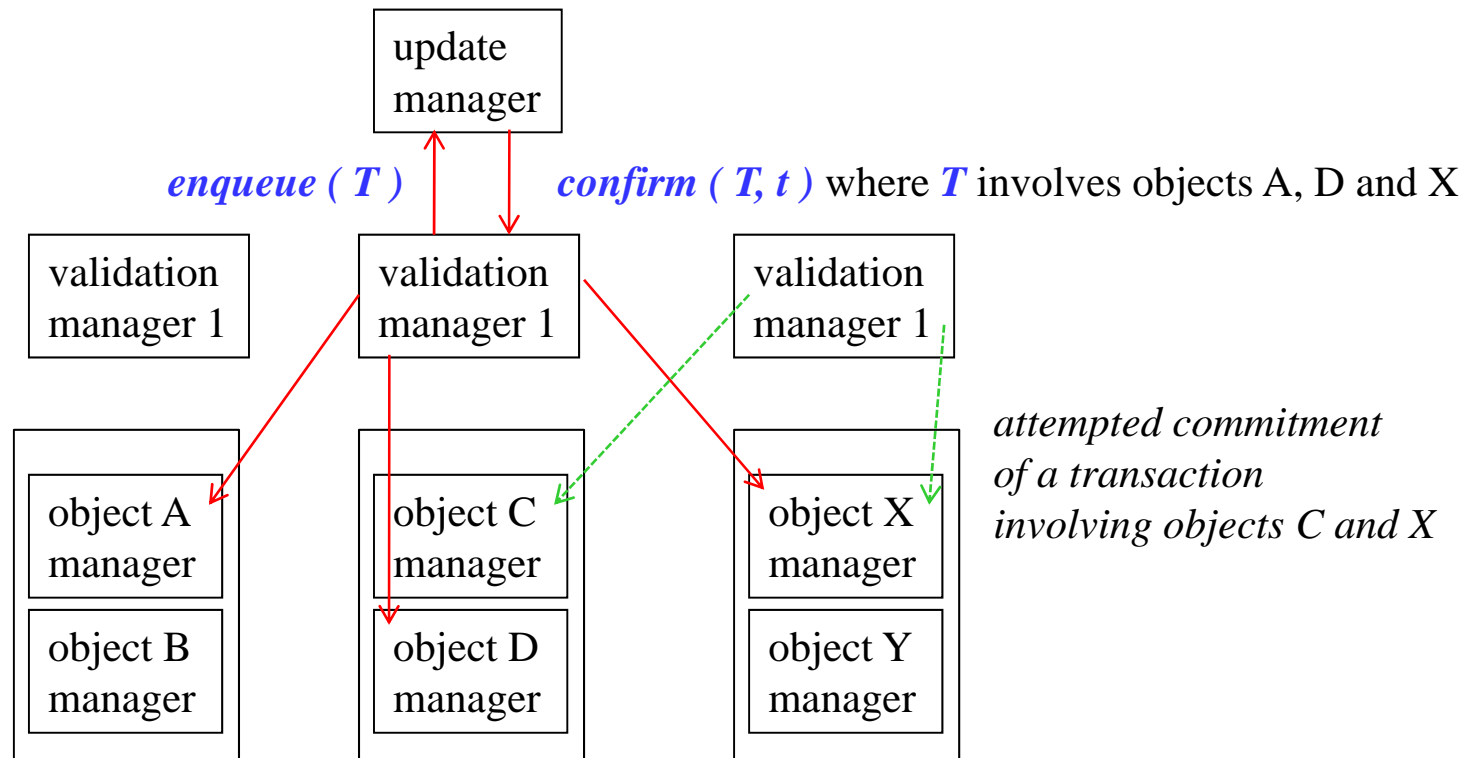 update
manager
enqueue ( T )
confirm ( T, t ) where T involves objects A, D and X
validation
manager 1
validation
manager 1
validation
manager 1
attempted commitment
of a transaction
involving objects C and X
object A
manager
object B
manager
object C
manager
object D
manager
object X
manager
object Y
manager